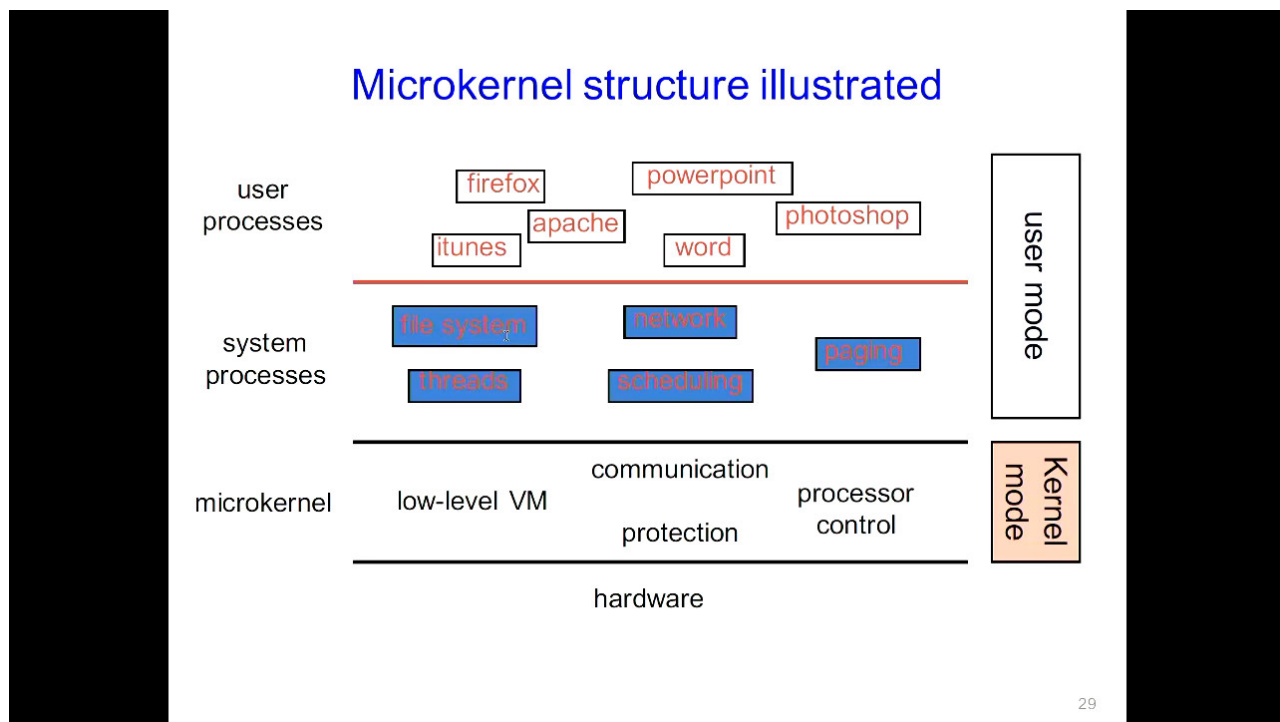 Microkernel structure illustrated
user
processes
firefox
powerpoint
apache
photoshop
itunes
word
system
processes
file system
network
paging
threads
scheduling
microkernel
communication
low-level VM
processor
control
protection
hardware
user mode
Kernel
mode
29